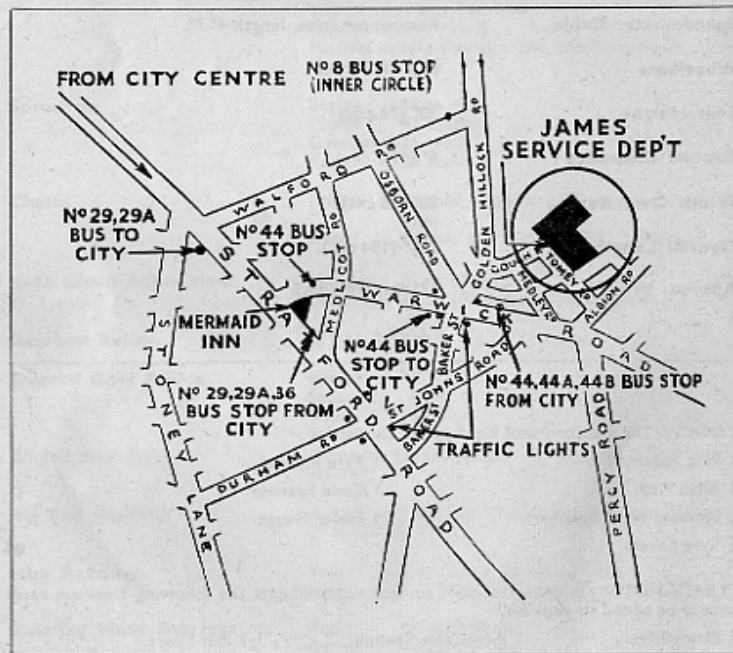 FROM CITY CENTRE
Nº 8 BUS STOP
(INNER CIRCLE)
JAMES
SERVICE DEP'T
WALFORD RD
OSBORN ROAD
GOLDEN HILLOCK
RD
Nº 29,29A
BUS TO
CITY
Nº 44 BUS
STOP
MEDLICOT RD
STRATFORD ROAD
WARWICK ROAD
TOMEY RD
MEDLEY RD
ALBION RD
MERMAID
INN
Nº 44 BUS
STOP TO
CITY
BAKER ST
JOHNS ROAD
Nº 44,44A,44B BUS STOP
FROM CITY
Nº 29,29A,36
BUS STOP FROM
CITY
ST
BAKER ST
TRAFFIC LIGHTS
STONEY LANE
DURHAM RD
PERCY ROAD